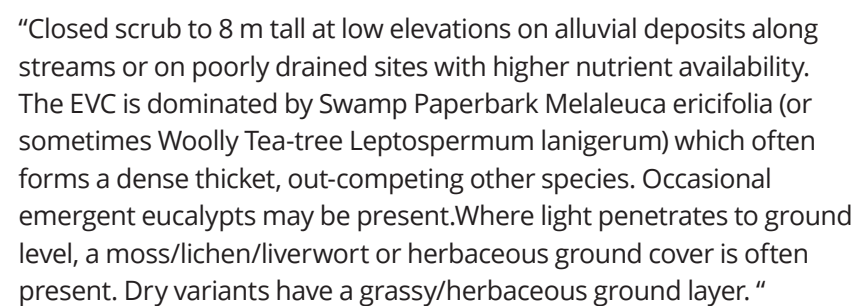 “Closed scrub to 8 m tall at low elevations on alluvial deposits along
streams or on poorly drained sites with higher nutrient availability.
The EVC is dominated by Swamp Paperbark Melaleuca ericifolia (or
sometimes Woolly Tea-tree Leptospermum lanigerum) which often
forms a dense thicket, out-competing other species. Occasional
emergent eucalypts may be present.Where light penetrates to ground
level, a moss/lichen/liverwort or herbaceous ground cover is often
present. Dry variants have a grassy/herbaceous ground layer. “